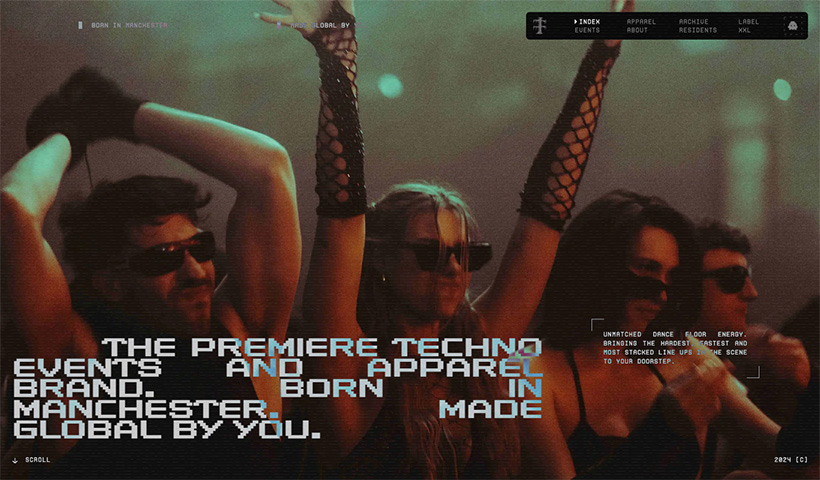 BORN IN MANCHESTER
MADE GLOBAL BY
INDEX
EVENTS
APPAREL
ABOUT
ARCHIVE
RESIDENTS
LABEL
XXL
THE PREMIERE TECHNO
EVENTS AND APPAREL
BRAND. BORN IN
MANCHESTER. MADE
GLOBAL BY YOU.
UNMATCHED DANCE FLOOR ENERGY.
BRINGING THE HARDEST, FASTEST AND
MOST STACKED LINE UPS IN THE SCENE
TO YOUR DOORSTEP.
SCROLL
2024 [C]